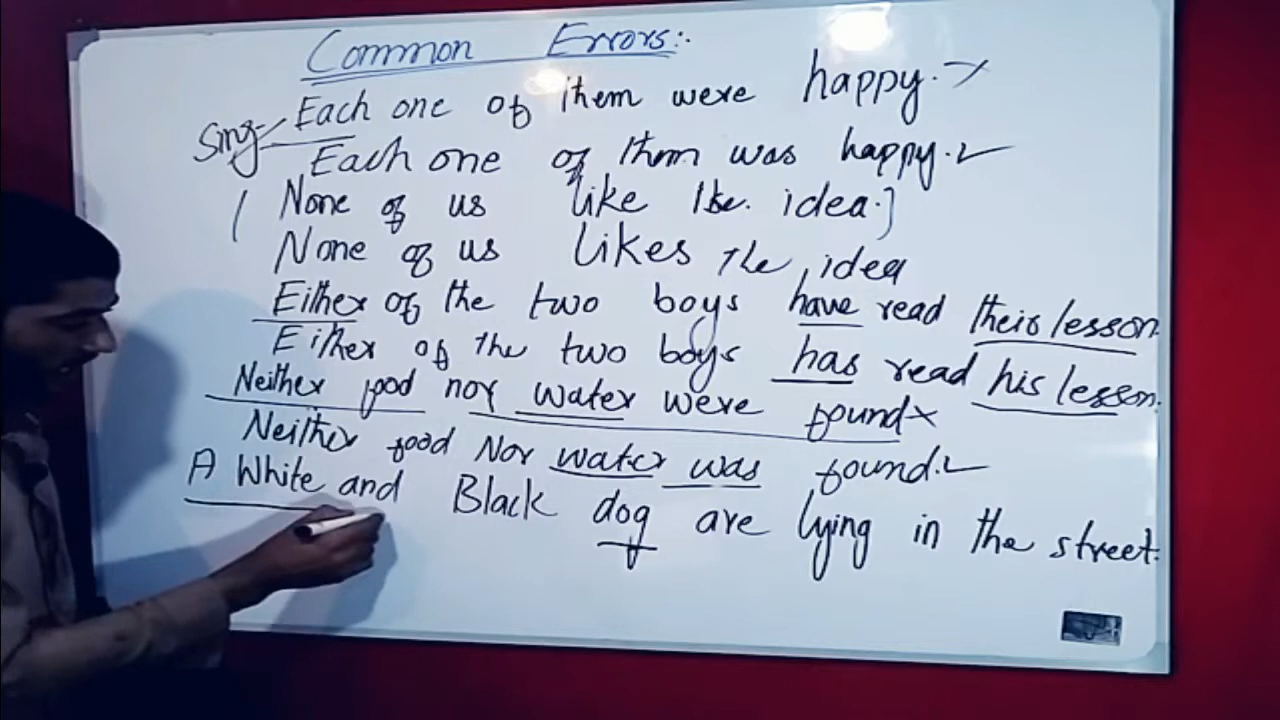 Common Errors:.
Sing- Each one of them were happy. ×
Each one of them was happy. ✓
( None of us like the idea.)
None of us likes the idea
Either of the two boys have read their lesson.
Either of the two boys has read his lesson.
Neither food nor water were found ×
Neither food Nor water was found. ✓
A White and Black dog are lying in the street.